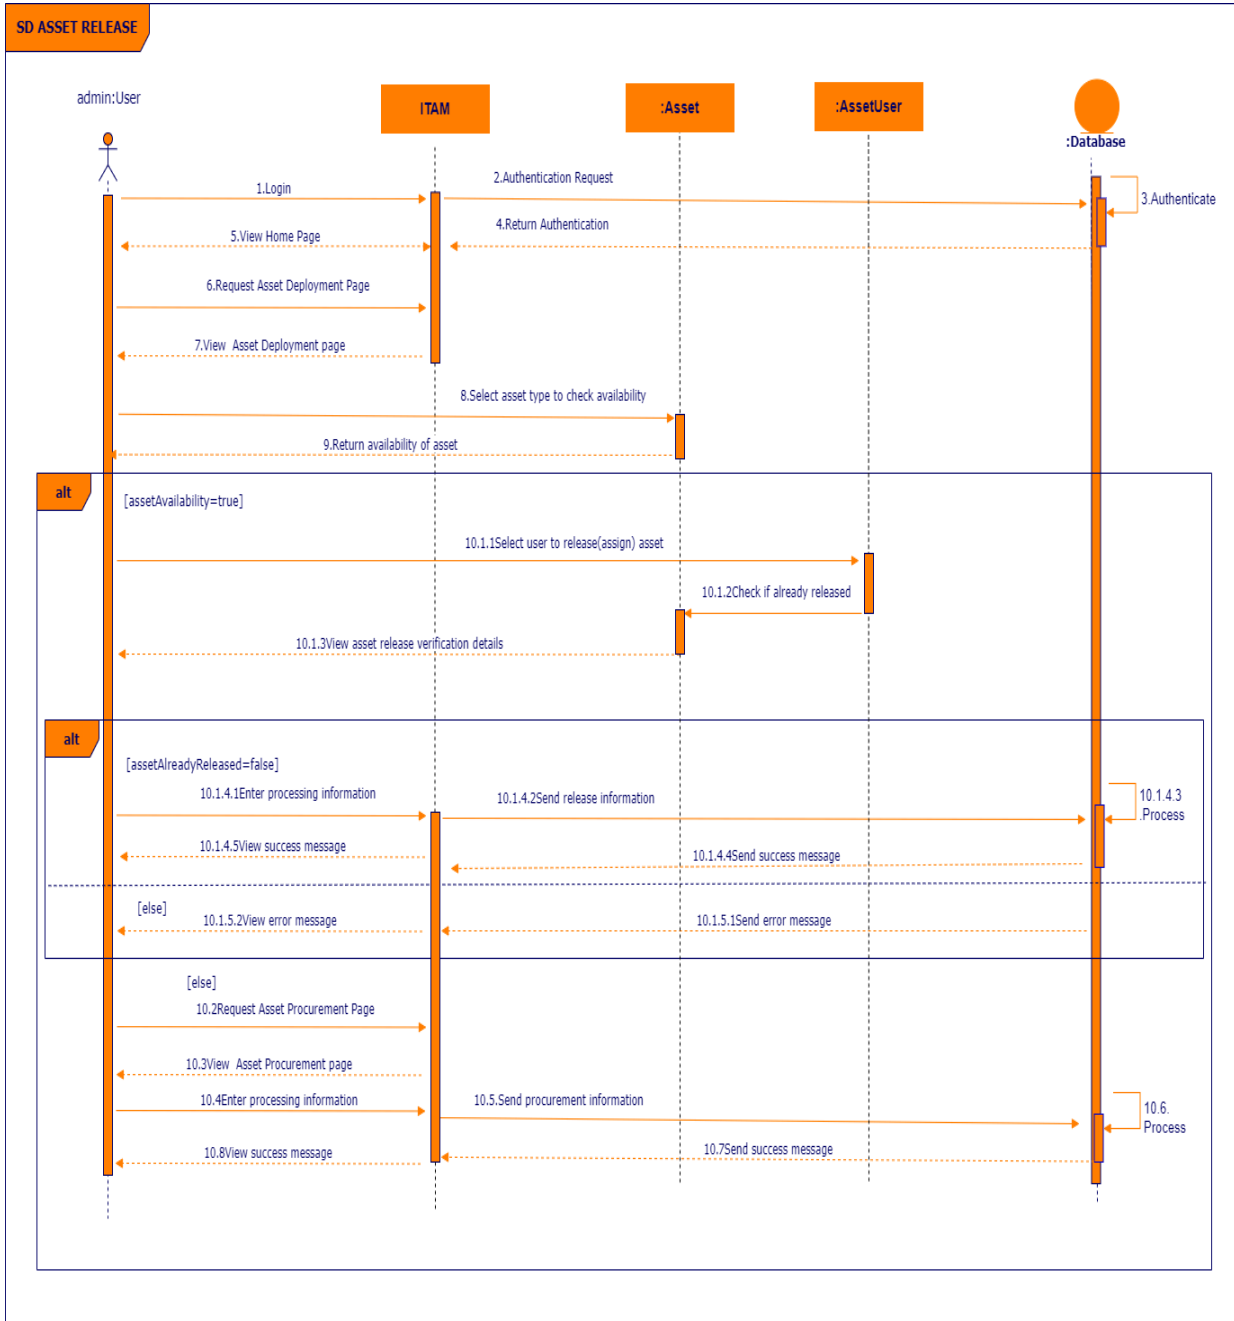 SD ASSET RELEASE
admin:User
ITAM
:Asset
:AssetUser
:Database
1.Login
2.Authentication Request
3.Authenticate
4.Return Authentication
5.View Home Page
6.Request Asset Deployment Page
7.View  Asset Deployment page
8.Select asset type to check availability
9.Return availability of asset
alt
[assetAvailability=true]
10.1.1Select user to release(assign) asset
10.1.2Check if already released
10.1.3View asset release verification details
alt
[assetAlreadyReleased=false]
10.1.4.1Enter processing information
10.1.4.2Send release information
10.1.4.3
.Process
10.1.4.5View success message
10.1.4.4Send success message
[else]
10.1.5.2View error message
10.1.5.1Send error message
[else]
10.2Request Asset Procurement Page
10.3View  Asset Procurement page
10.4Enter processing information
10.5.Send procurement information
10.6.
Process
10.8View success message
10.7Send success message